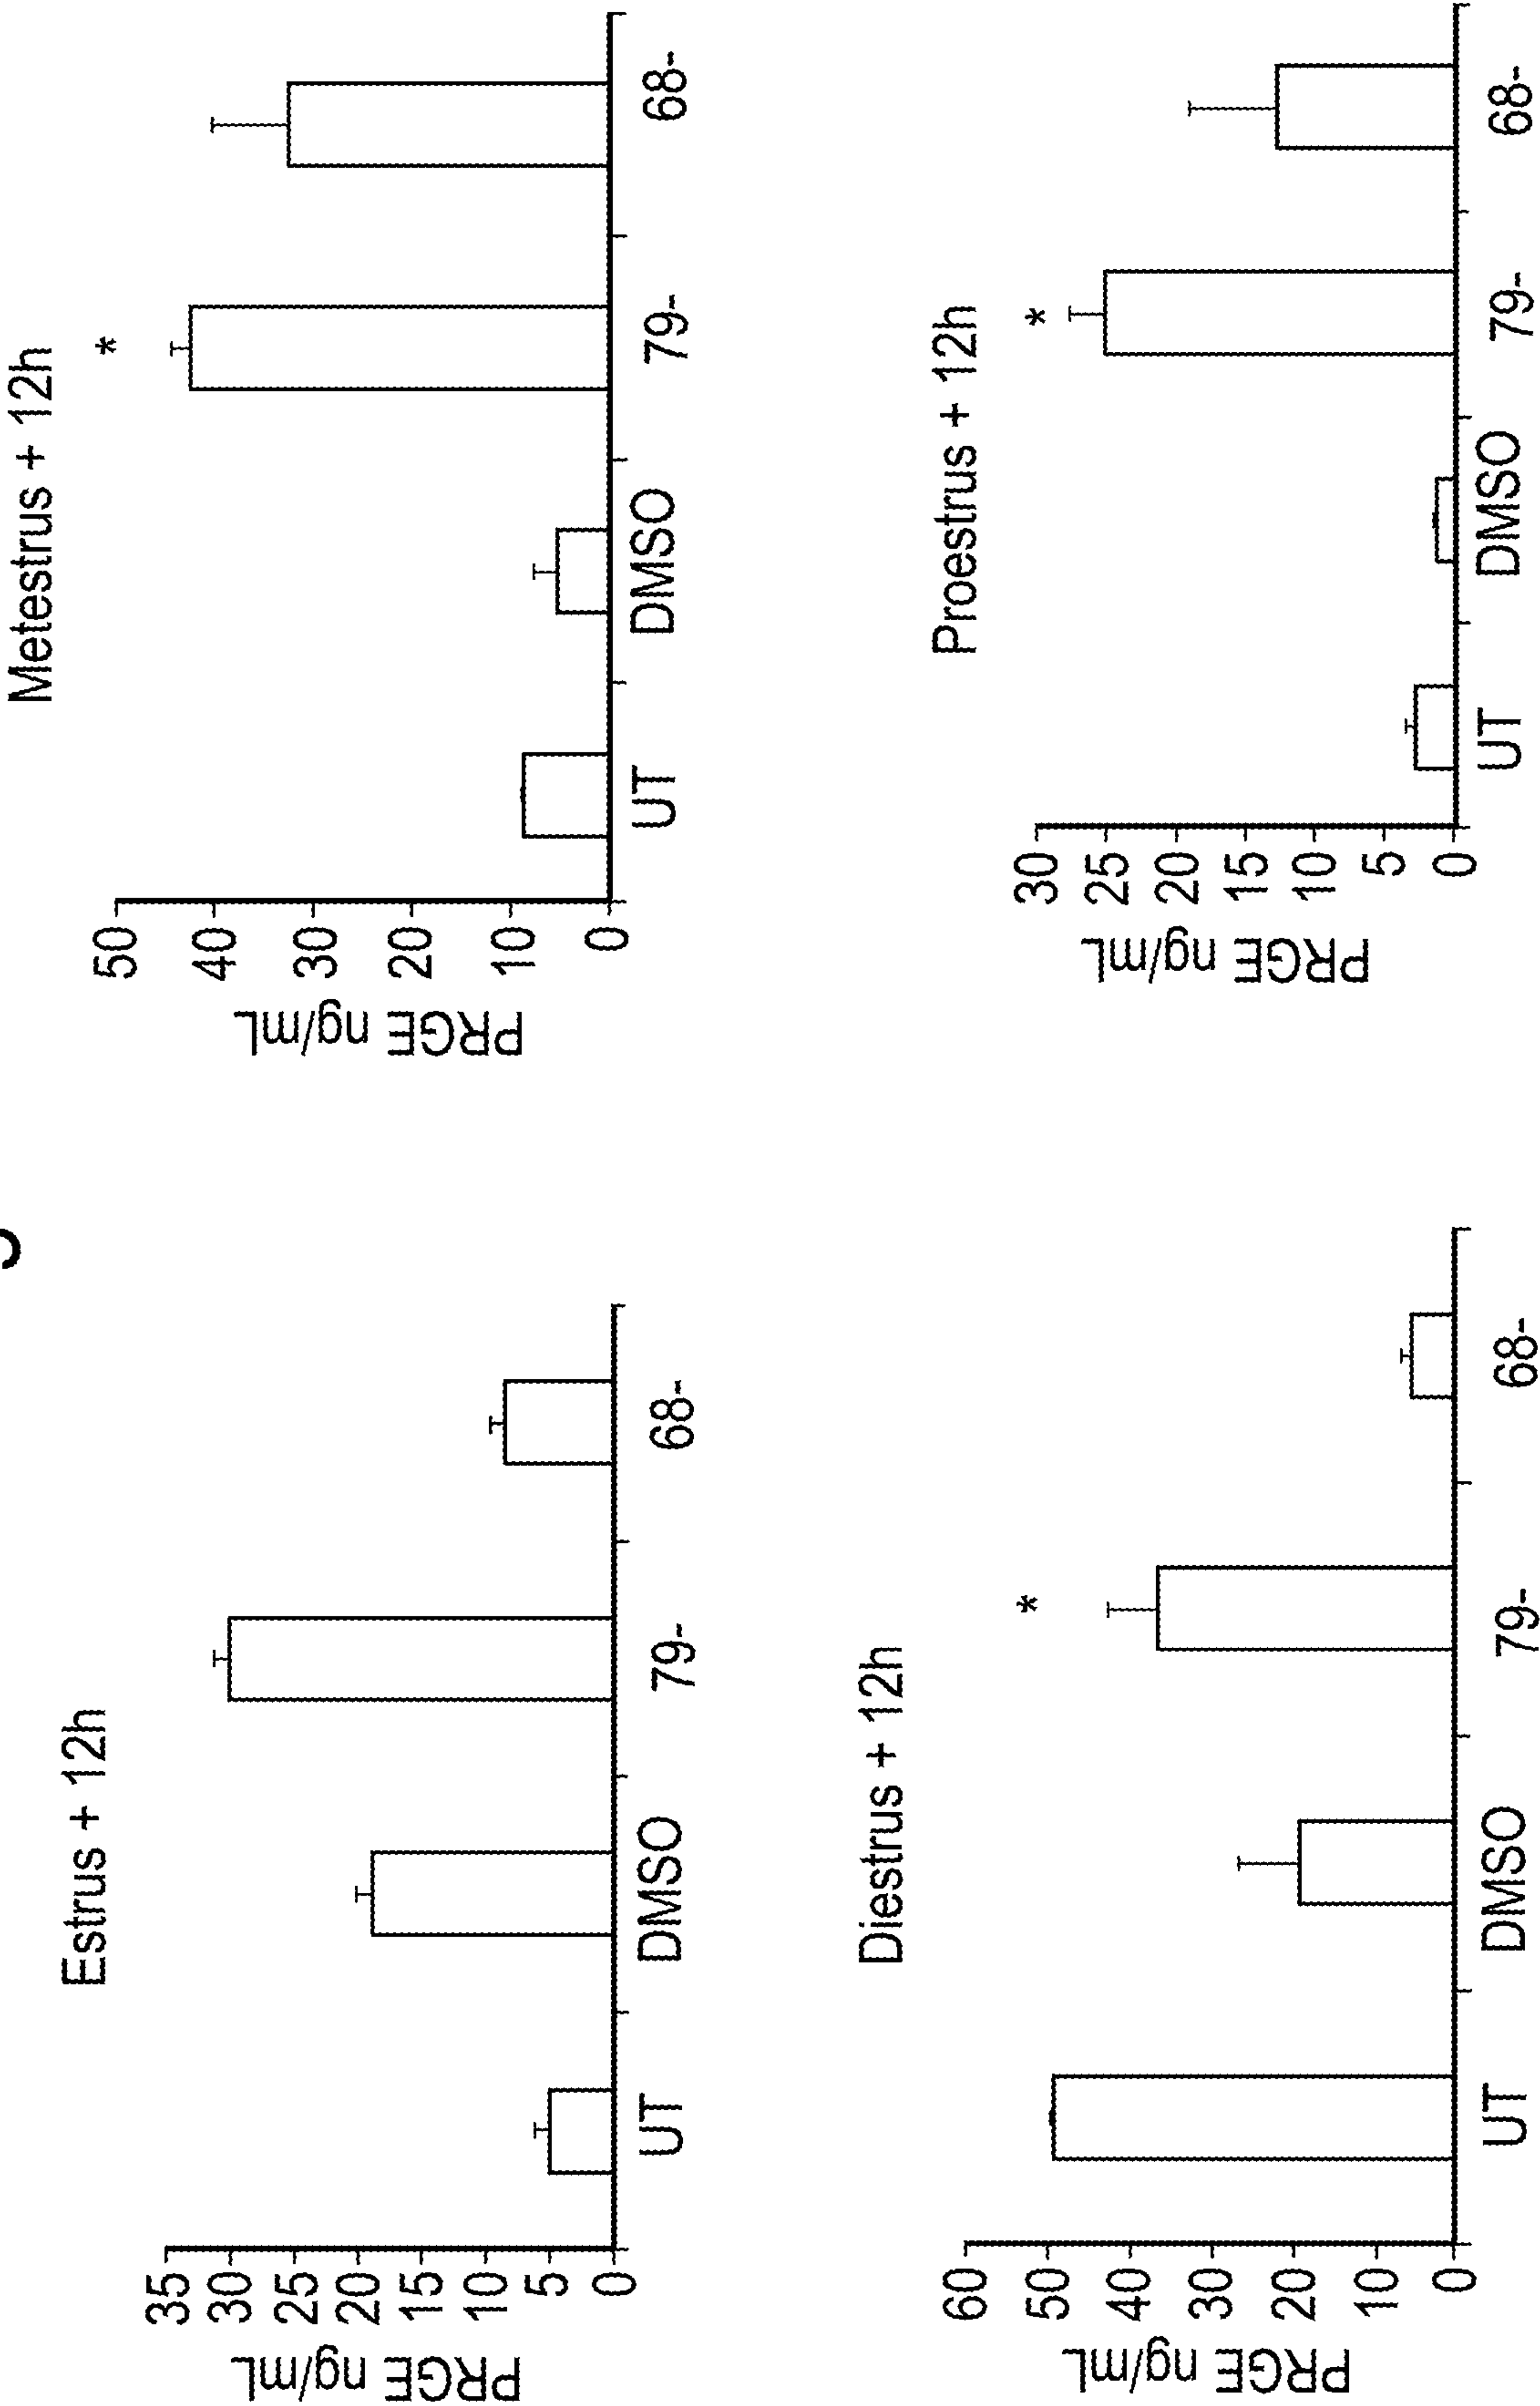 Estrus + 12h
PRGE ng/mL
35
30
25
20
15
10
5
0
UT DMSO 79- 68-
Metestrus + 12h
*
PRGE ng/mL
50
40
30
20
10
0
UT DMSO 79- 68-
Diestrus + 12h
*
PRGE ng/mL
60
50
40
30
20
10
0
UT DMSO 79- 68-
Proestrus + 12h
*
PRGE ng/mL
30
25
20
15
10
5
0
UT DMSO 79- 68-